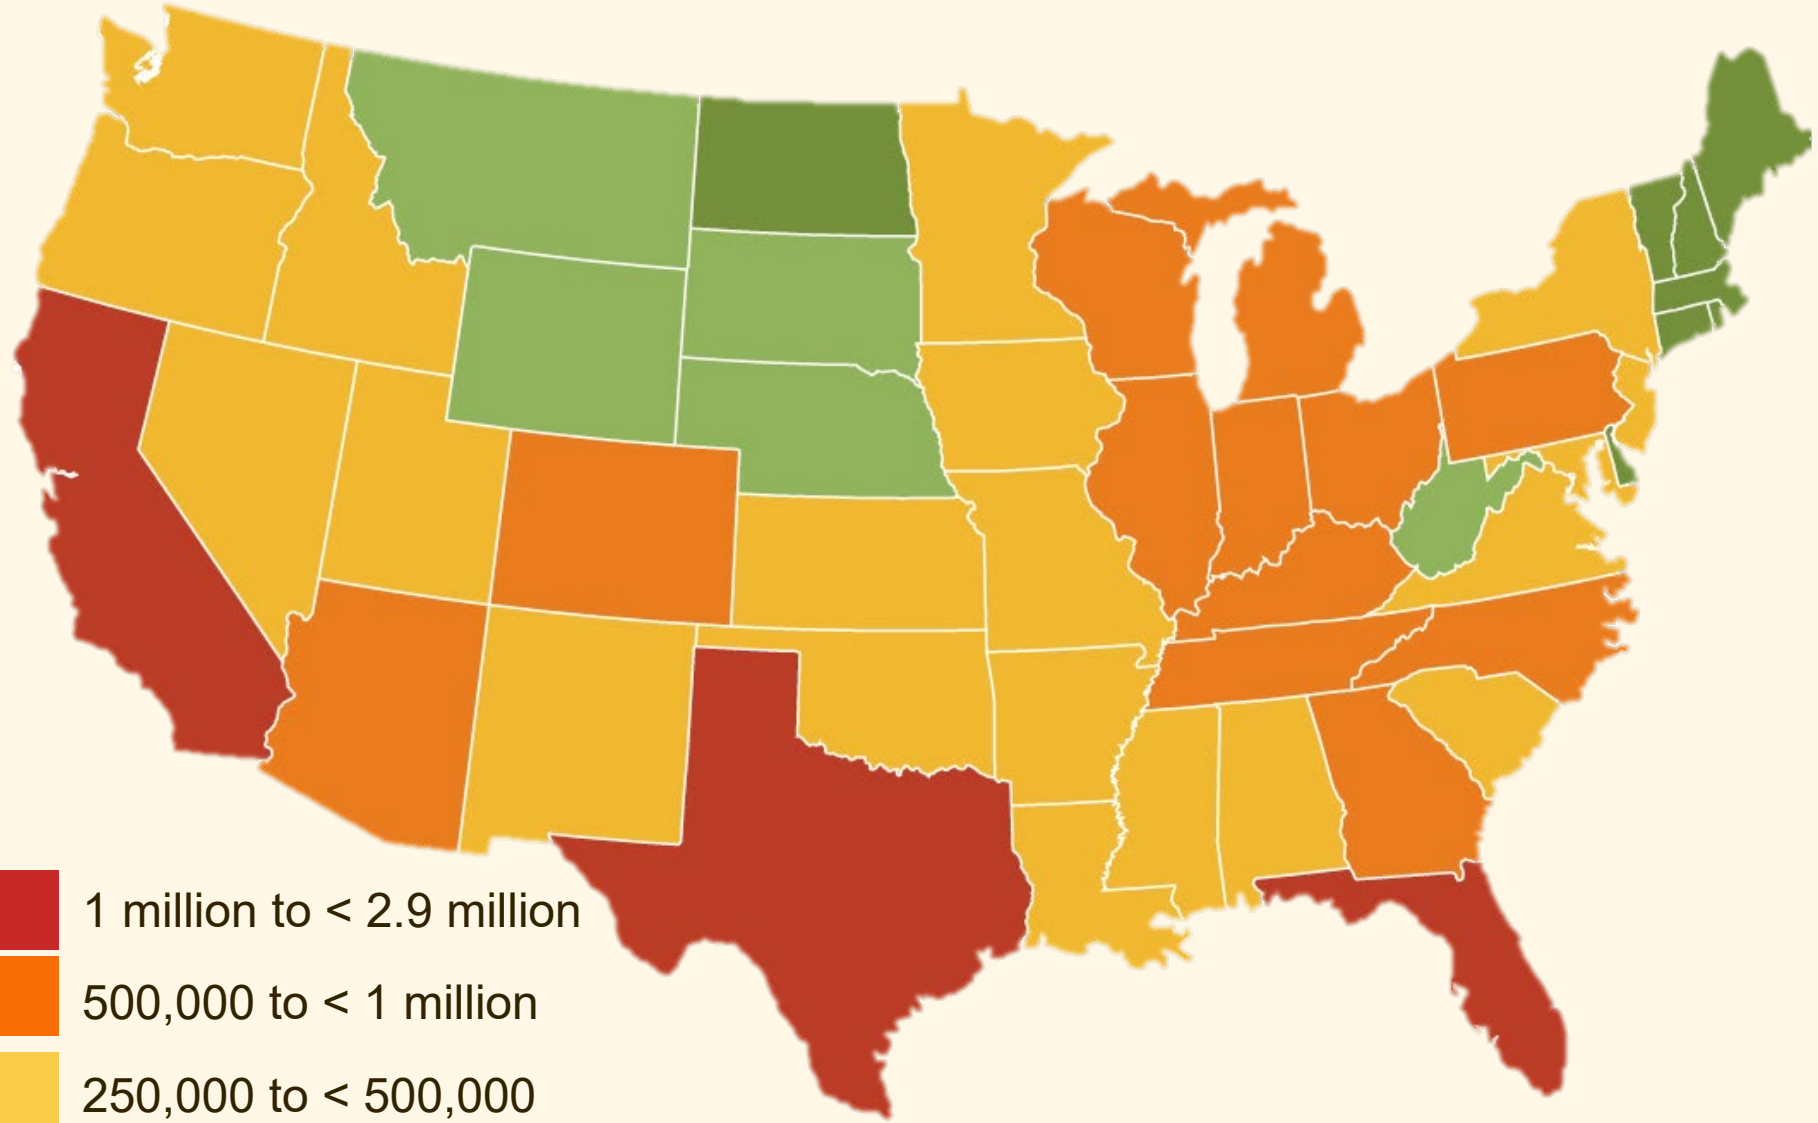 1 million to < 2.9 million
500,000 to < 1 million
250,000 to < 500,000